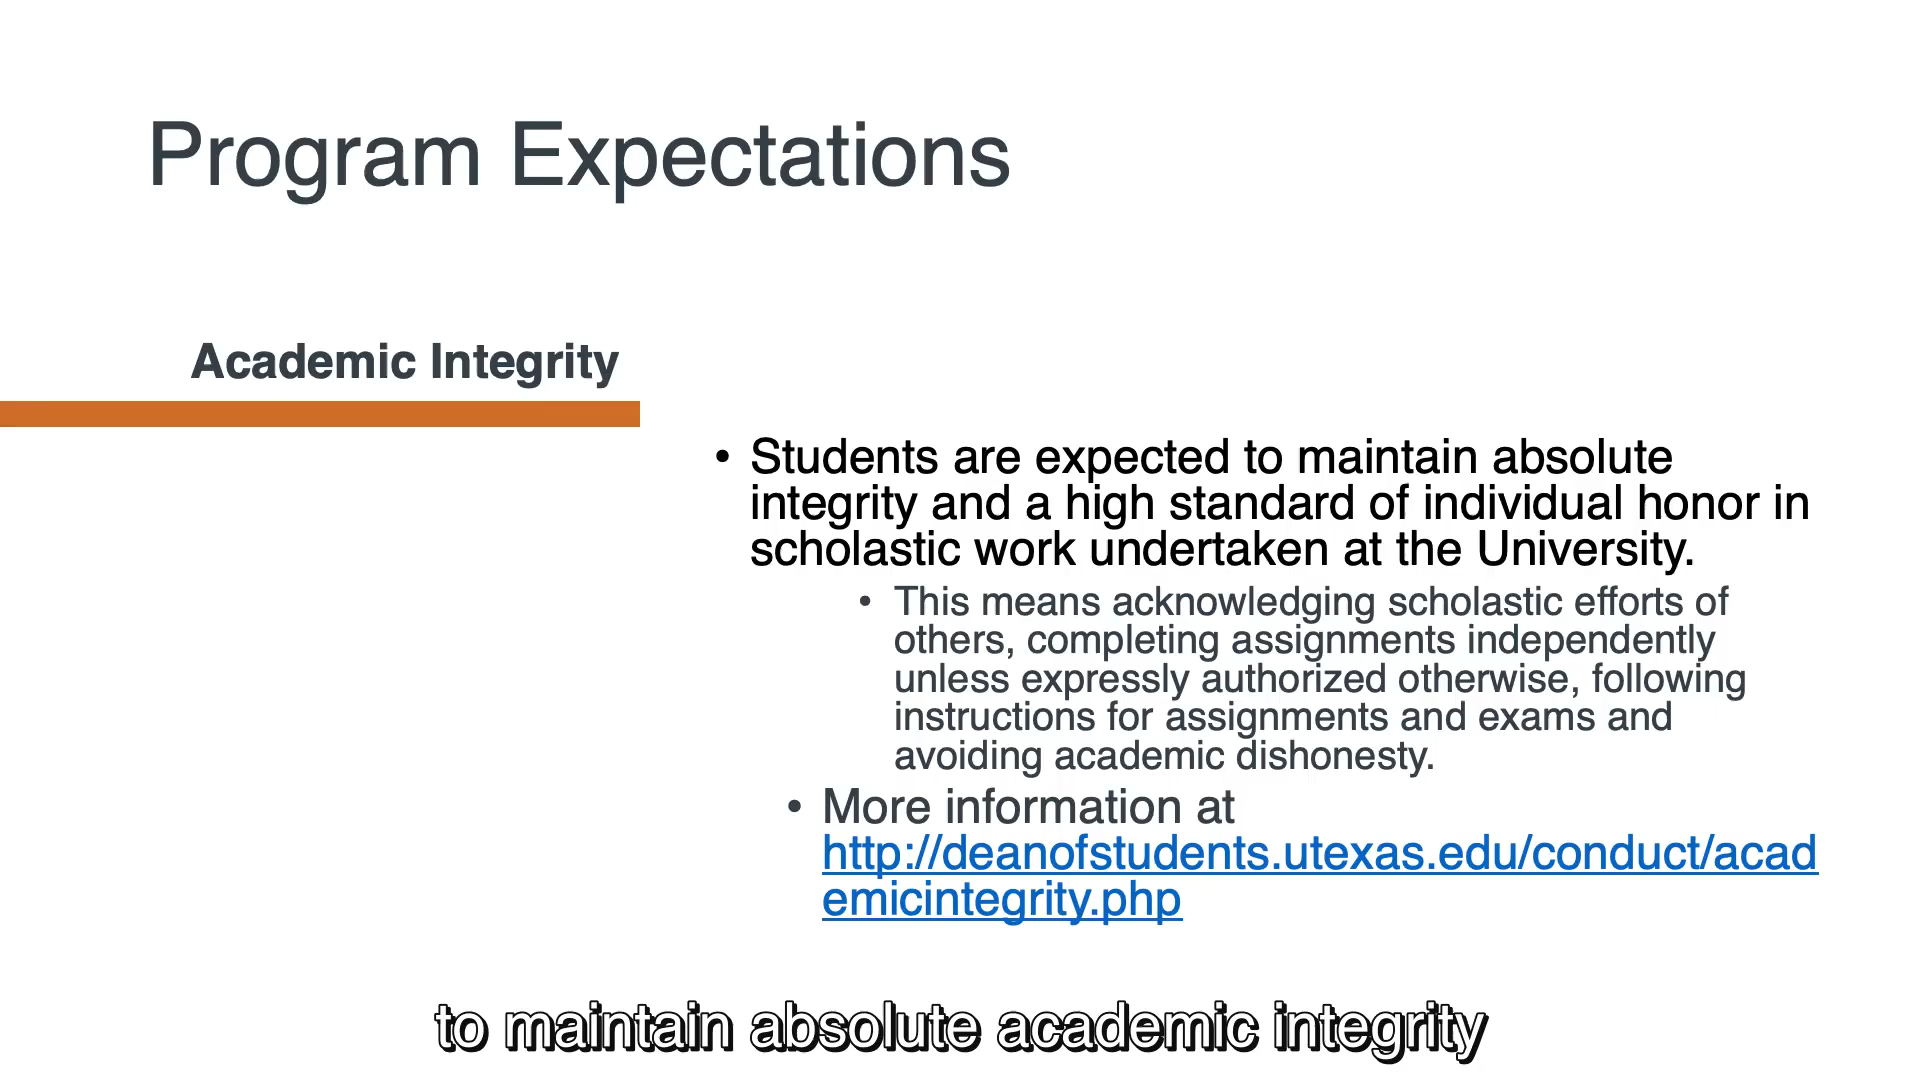 Program Expectations
Academic Integrity
• Students are expected to maintain absolute
integrity and a high standard of individual honor in
scholastic work undertaken at the University.
• This means acknowledging scholastic efforts of
others, completing assignments independently
unless expressly authorized otherwise, following
instructions for assignments and exams and
avoiding academic dishonesty.
• More information at
http://deanofstudents.utexas.edu/conduct/acad
emicintegrity.php
to maintain absolute academic integrity